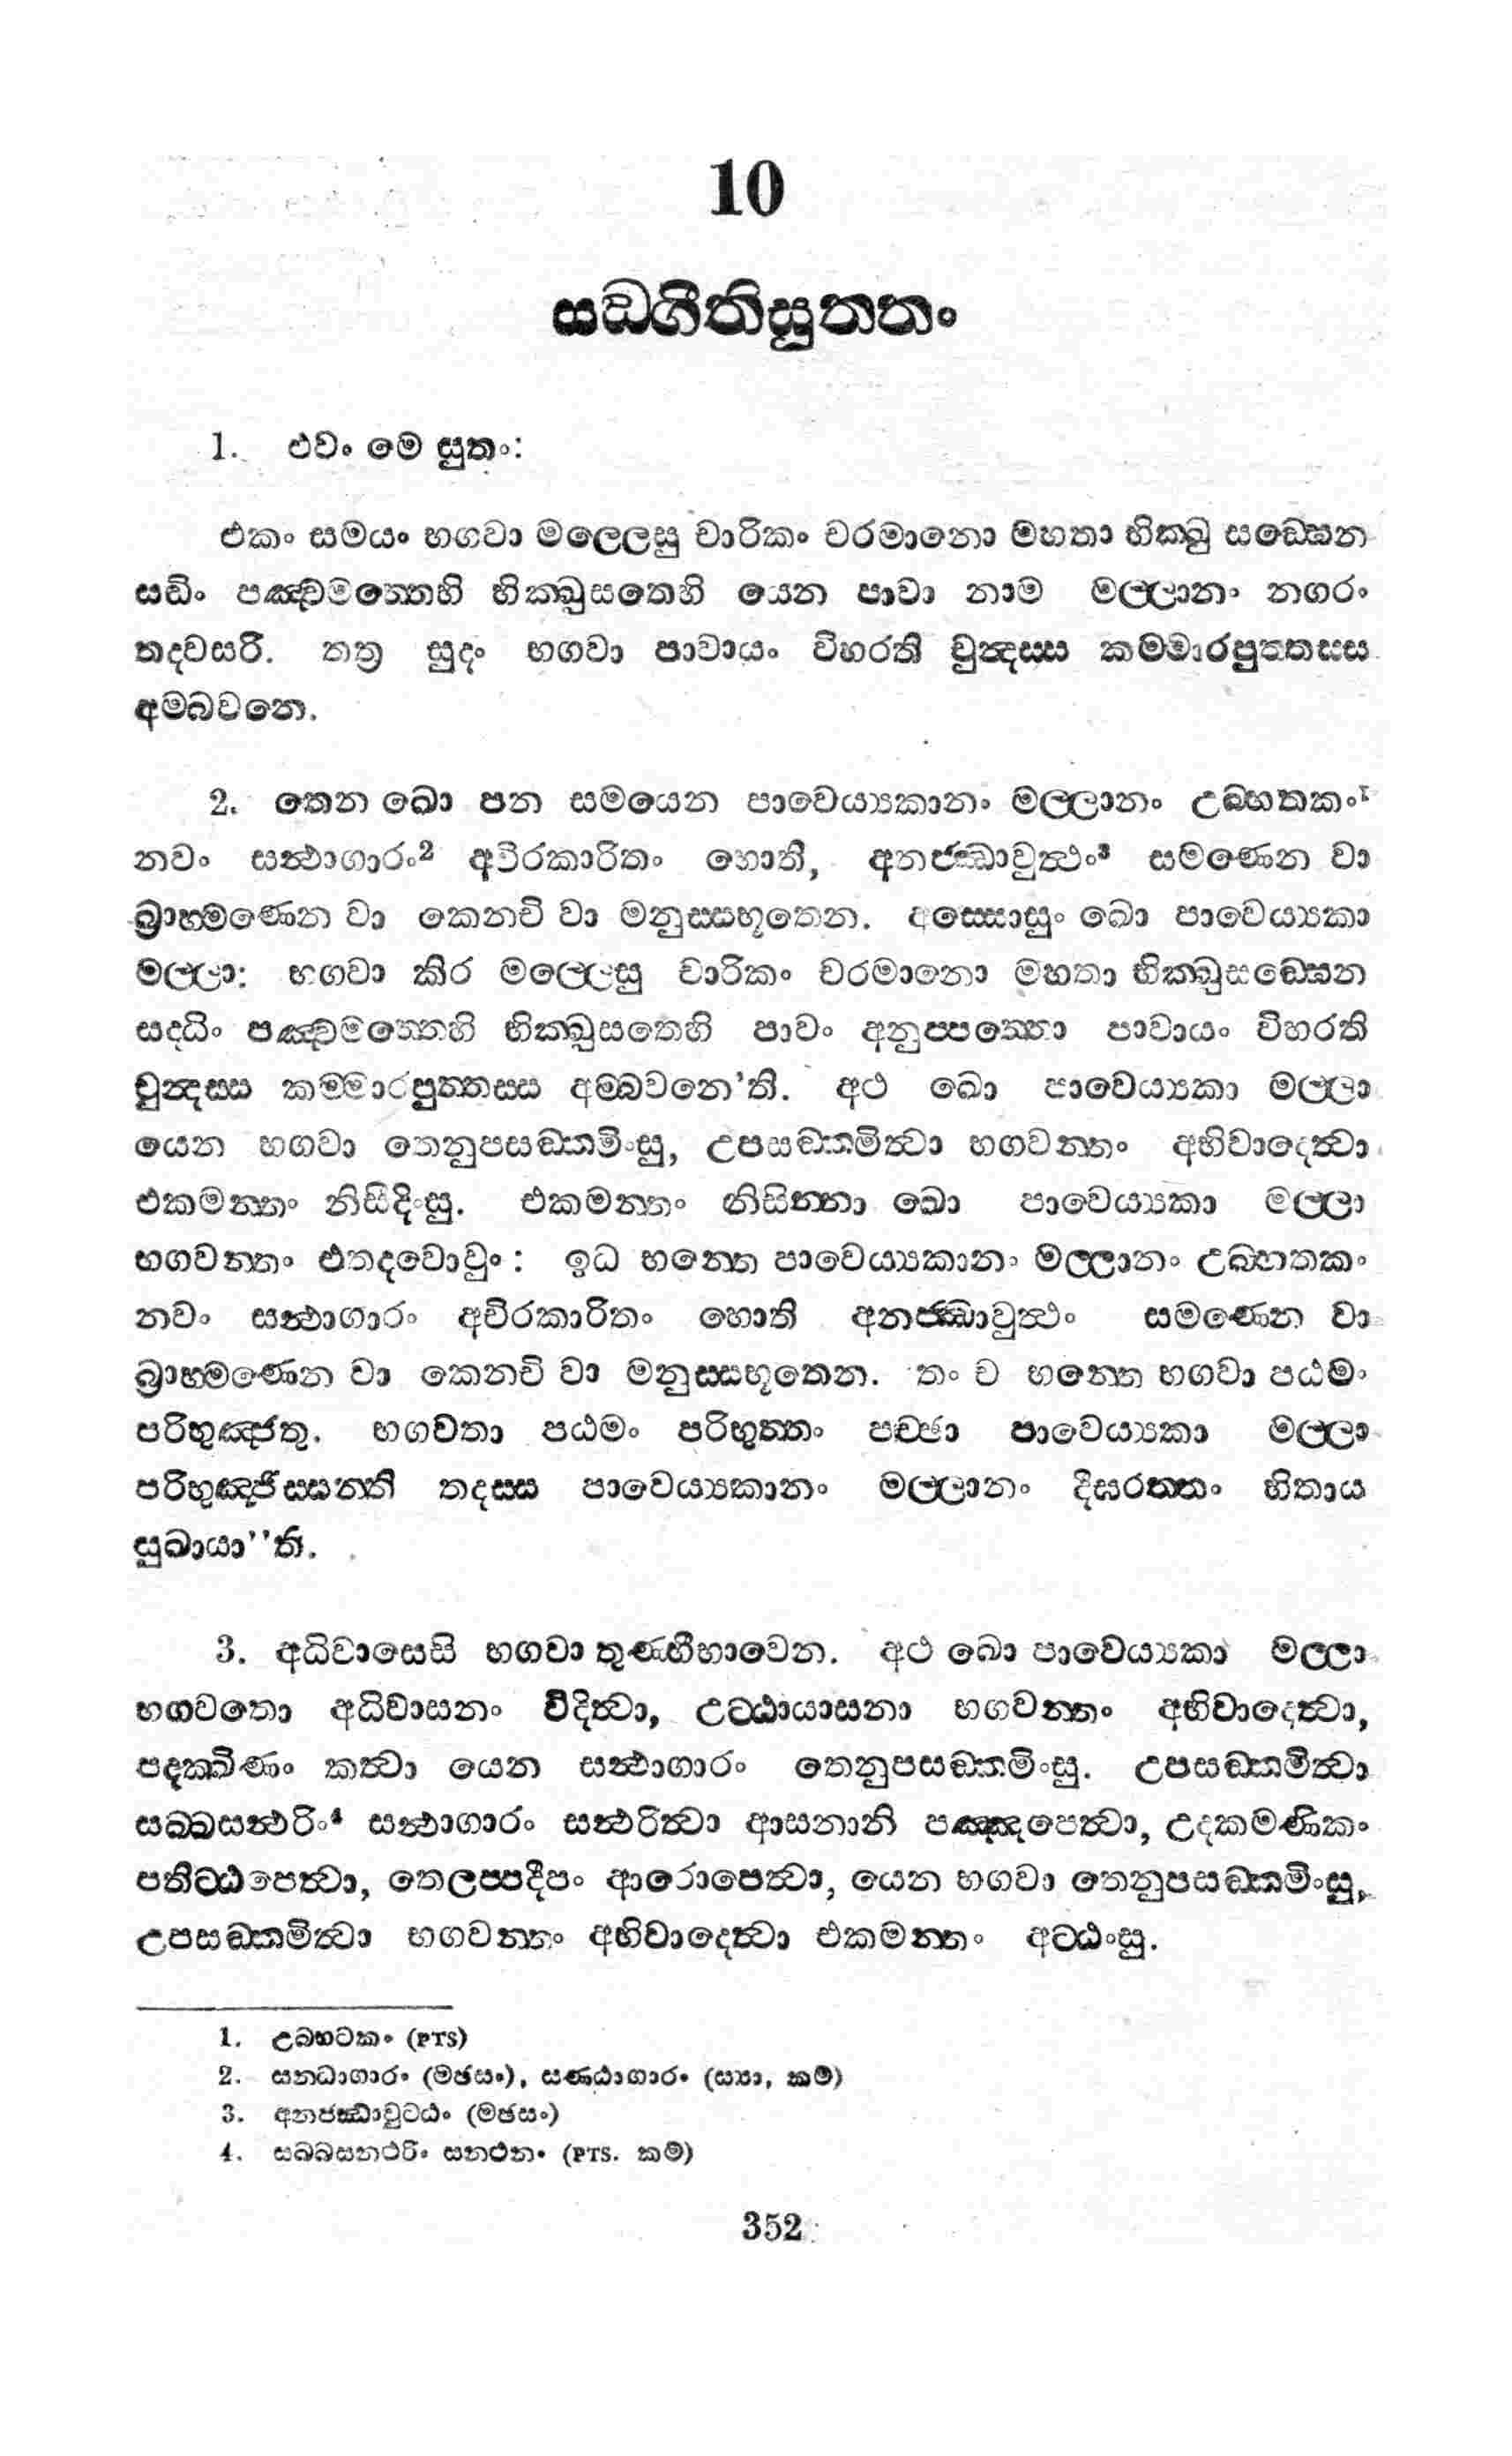 10
සඞ්ගීතිසුත්තං
1. එවං මෙ සුතං:
එකං සමයං භගවා මල්ලෙසු චාරිකං චරමානො මහතා භික්ඛු සඞ්ඝෙන
සද්ධිං පඤ්චමත්තෙහි භික්ඛුසතෙහි යෙන පාවා නාම මල්ලානං නගරං
තදවසරි. තත්‍ර සුදං භගවා පාවායං විහරති චුන්දස්ස කම්මාරපුත්තස්ස
අම්බවනෙ.
2. තෙන ඛො පන සමයෙන පාවෙය්‍යකානං මල්ලානං උබ්භතකං¹
නවං සන්ථාගාරං² අචිරකාරිතං හොති, අනජ්ඣාවුත්ථං³ සමණෙන වා
බ්‍රාහ්මණෙන වා කෙනචි වා මනුස්සභූතෙන. අස්සොසුං ඛො පාවෙය්‍යකා
මල්ලා: භගවා කිර මල්ලෙසු චාරිකං චරමානො මහතා භික්ඛුසඞ්ඝෙන
සද්ධිං පඤ්චමත්තෙහි භික්ඛුසතෙහි පාවං අනුප්පත්තො පාවායං විහරති
චුන්දස්ස කම්මාරපුත්තස්ස අම්බවනෙ’ති. අථ ඛො පාවෙය්‍යකා මල්ලා
යෙන භගවා තෙනුපසඞ්කමිංසු, උපසඞ්කමිත්වා භගවන්තං අභිවාදෙත්වා
එකමන්තං නිසීදිංසු. එකමන්තං නිසින්නා ඛො පාවෙය්‍යකා මල්ලා
භගවන්තං එතදවොචුං: ඉධ භන්තෙ පාවෙය්‍යකානං මල්ලානං උබ්භතකං
නවං සන්ථාගාරං අචිරකාරිතං හොති අනජ්ඣාවුත්ථං සමණෙන වා
බ්‍රාහ්මණෙන වා කෙනචි වා මනුස්සභූතෙන. තං ච භන්තෙ භගවා පඨමං
පරිභුඤ්ජතු. භගවතා පඨමං පරිභුත්තං පච්ඡා පාවෙය්‍යකා මල්ලා
පරිභුඤ්ජිස්සන්ති තදස්ස පාවෙය්‍යකානං මල්ලානං දීඝරත්තං හිතාය
සුඛායා’’ති.
3. අධිවාසෙසි භගවා තුණ්හීභාවෙන. අථ ඛො පාවෙය්‍යකා මල්ලා
භගවතො අධිවාසනං විදිත්වා, උට්ඨායාසනා භගවන්තං අභිවාදෙත්වා,
පදක්ඛිණං කත්වා යෙන සන්ථාගාරං තෙනුපසඞ්කමිංසු. උපසඞ්කමිත්වා
සබ්බසන්ථරිං⁴ සන්ථාගාරං සන්ථරිත්වා ආසනානි පඤ්ඤපෙත්වා, උදකමණිකං
පතිට්ඨපෙත්වා, තෙලප්පදීපං ආරොපෙත්වා, යෙන භගවා තෙනුපසඞ්කමිංසු,
උපසඞ්කමිත්වා භගවන්තං අභිවාදෙත්වා එකමන්තං අට්ඨංසු.
1. උබ්භටකං (PTS)
2. සන්ධාගාරං (මඡසං), සණ්ඨාගාරං (ස්‍යා, කම්)
3. අනජ්ඣාවුට්ඨං (මඡසං)
4. සබ්බසන්ථරිං සන්ථතං (PTS. කම්)
352